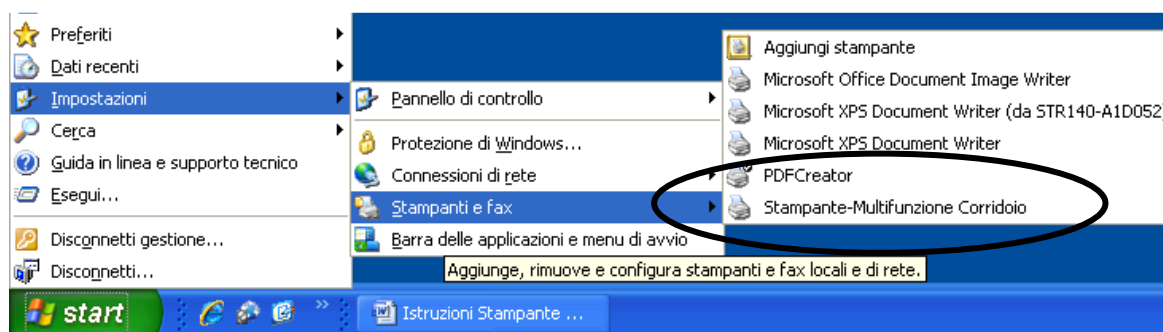 Preferiti
Dati recenti
Impostazioni
Cerca
Guida in linea e supporto tecnico
Esegui...
Disconnetti gestione...
Disconnetti...
Pannello di controllo
Protezione di Windows...
Connessioni di rete
Stampanti e fax
Barra delle applicazioni e menu di avvio
Aggiunge, rimuove e configura stampanti e fax locali e di rete.
Aggiungi stampante
Microsoft Office Document Image Writer
Microsoft XPS Document Writer (da STR140-A1D052)
Microsoft XPS Document Writer
PDFCreator
Stampante-Multifunzione Corridoio
start
Istruzioni Stampante ...